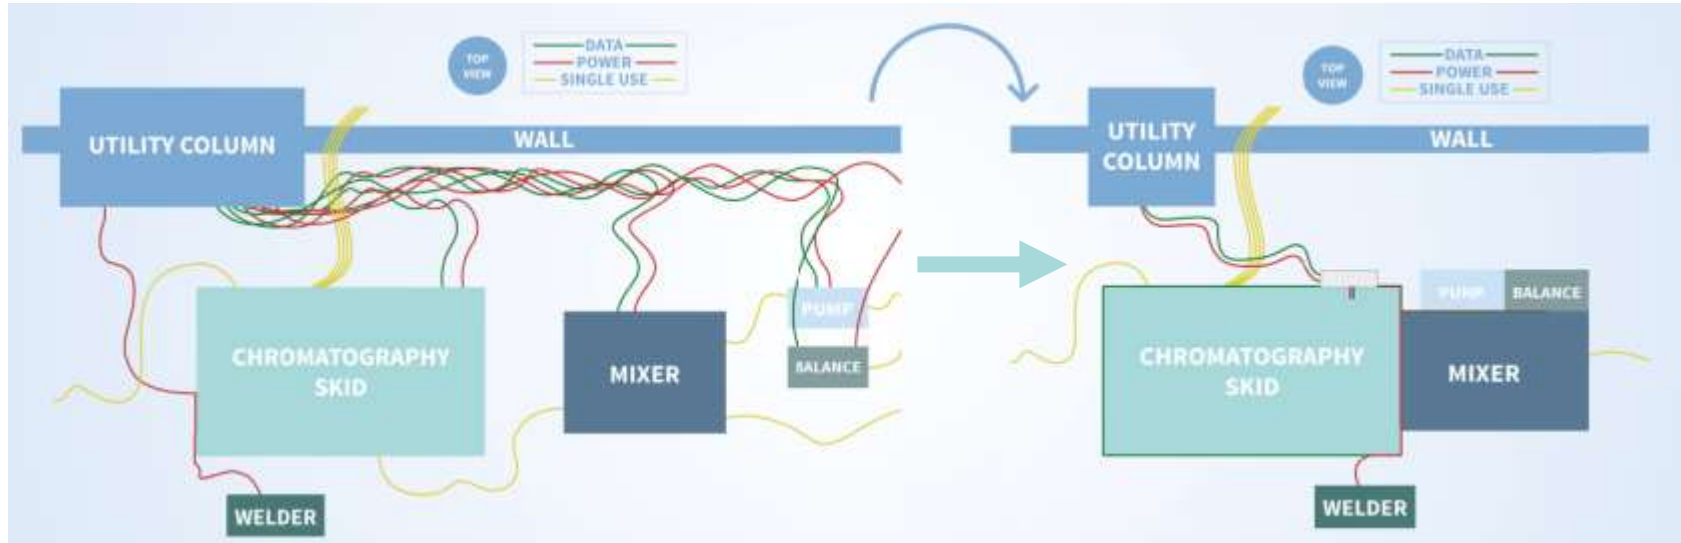 TOP
VIEW
DATA
POWER
SINGLE USE
UTILITY COLUMN
WALL
CHROMATOGRAPHY
SKID
MIXER
PUMP
BALANCE
WELDER
TOP
VIEW
DATA
POWER
SINGLE USE
UTILITY
COLUMN
WALL
CHROMATOGRAPHY
SKID
PUMP
BALANCE
MIXER
WELDER